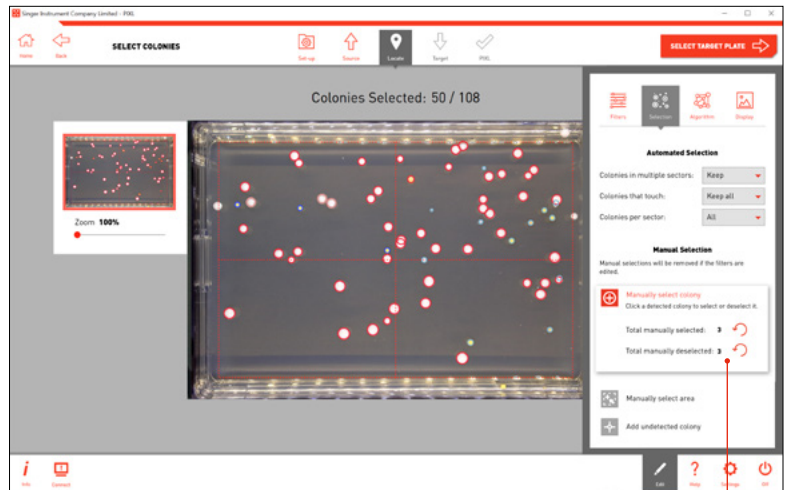 Singer Instrument Company Limited - PIXL
Home
Back
SELECT COLONIES
Set-up
Source
Locate
Target
PIXL
SELECT TARGET PLATE
Colonies Selected: 50 / 108
Zoom 100%
Filters
Selection
Algorithm
Display
Automated Selection
Colonies in multiple sectors: Keep
Colonies that touch: Keep all
Colonies per sector: All
Manual Selection
Manual selections will be removed if the filters are
edited.
Manually select colony
Click a detected colony to select or deselect it.
Total manually selected: 3
Total manually deselected: 3
Manually select area
Add undetected colony
Info
Connect
Edit
Help
Settings
Off